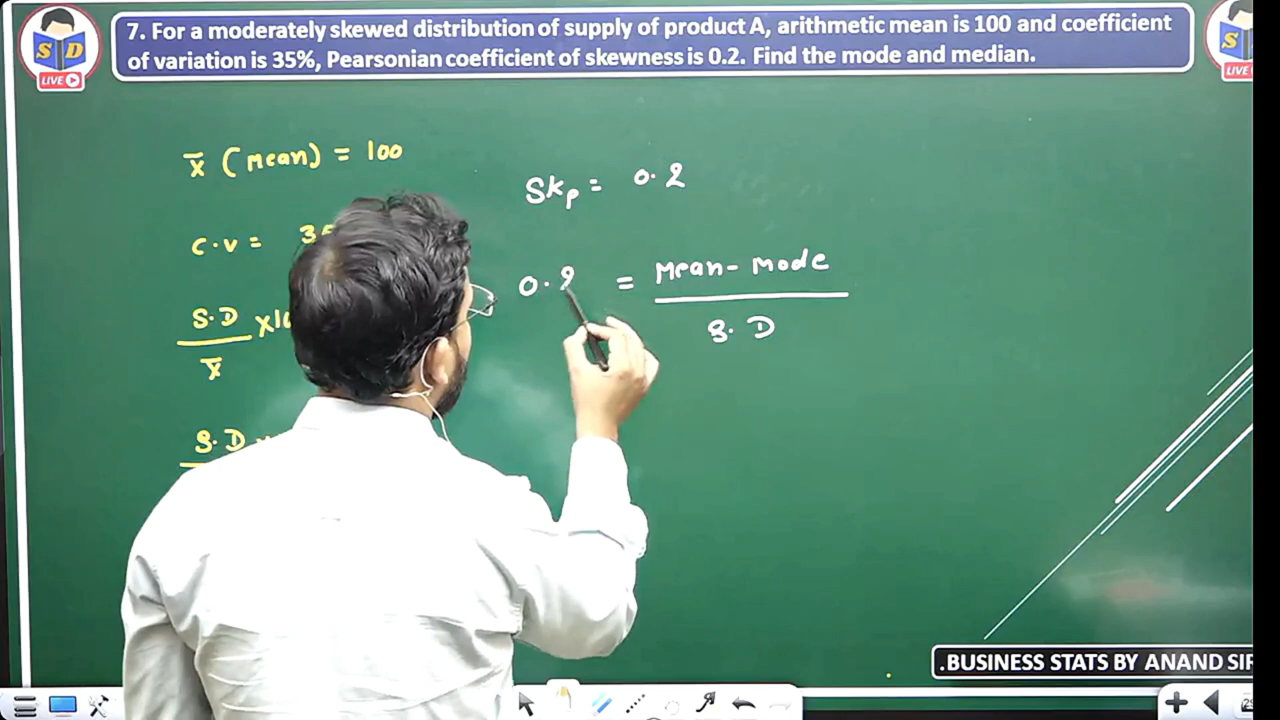 7. For a moderately skewed distribution of supply of product A, arithmetic mean is 100 and coefficient
of variation is 35%, Pearsonian coefficient of skewness is 0.2. Find the mode and median.
S D
LIVE
LIVE
x̄ (mean) = 100
C.V =
S.D
x̄
S.D
Skp = 0.2
0.2 = Mean - mode
S. D
.BUSINESS STATS BY ANAND SIR